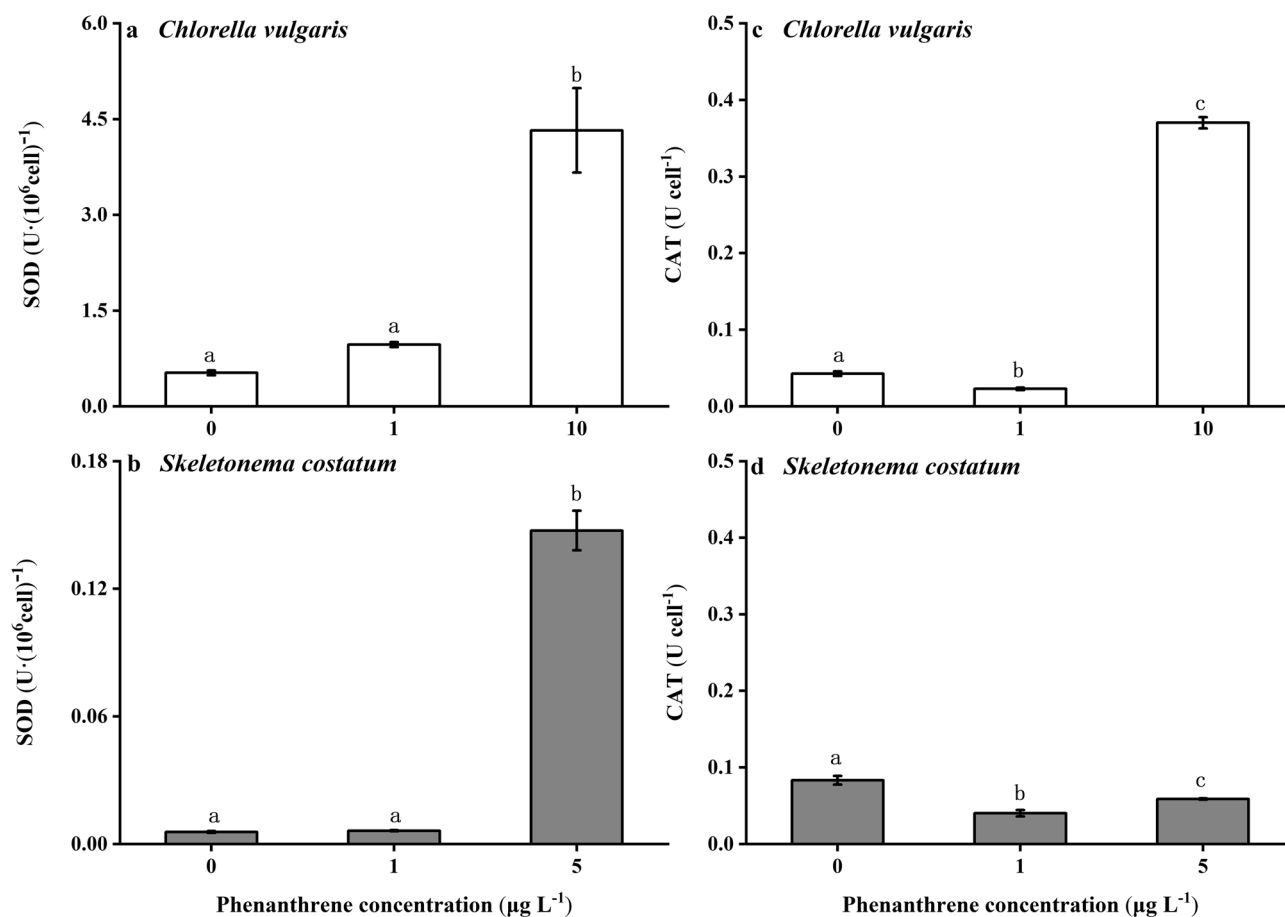 a Chlorella vulgaris
SOD (U·(10⁶cell)⁻¹)
6.0
4.5
3.0
1.5
0.0
a
a
b
0 1 10
c Chlorella vulgaris
CAT (U cell⁻¹)
0.5
0.4
0.3
0.2
0.1
0.0
a
b
c
0 1 10
b Skeletonema costatum
SOD (U·(10⁶cell)⁻¹)
0.18
0.12
0.06
0.00
a
a
b
0 1 5
Phenanthrene concentration (μg L⁻¹)
d Skeletonema costatum
CAT (U cell⁻¹)
0.5
0.4
0.3
0.2
0.1
0.0
a
b
c
0 1 5
Phenanthrene concentration (μg L⁻¹)